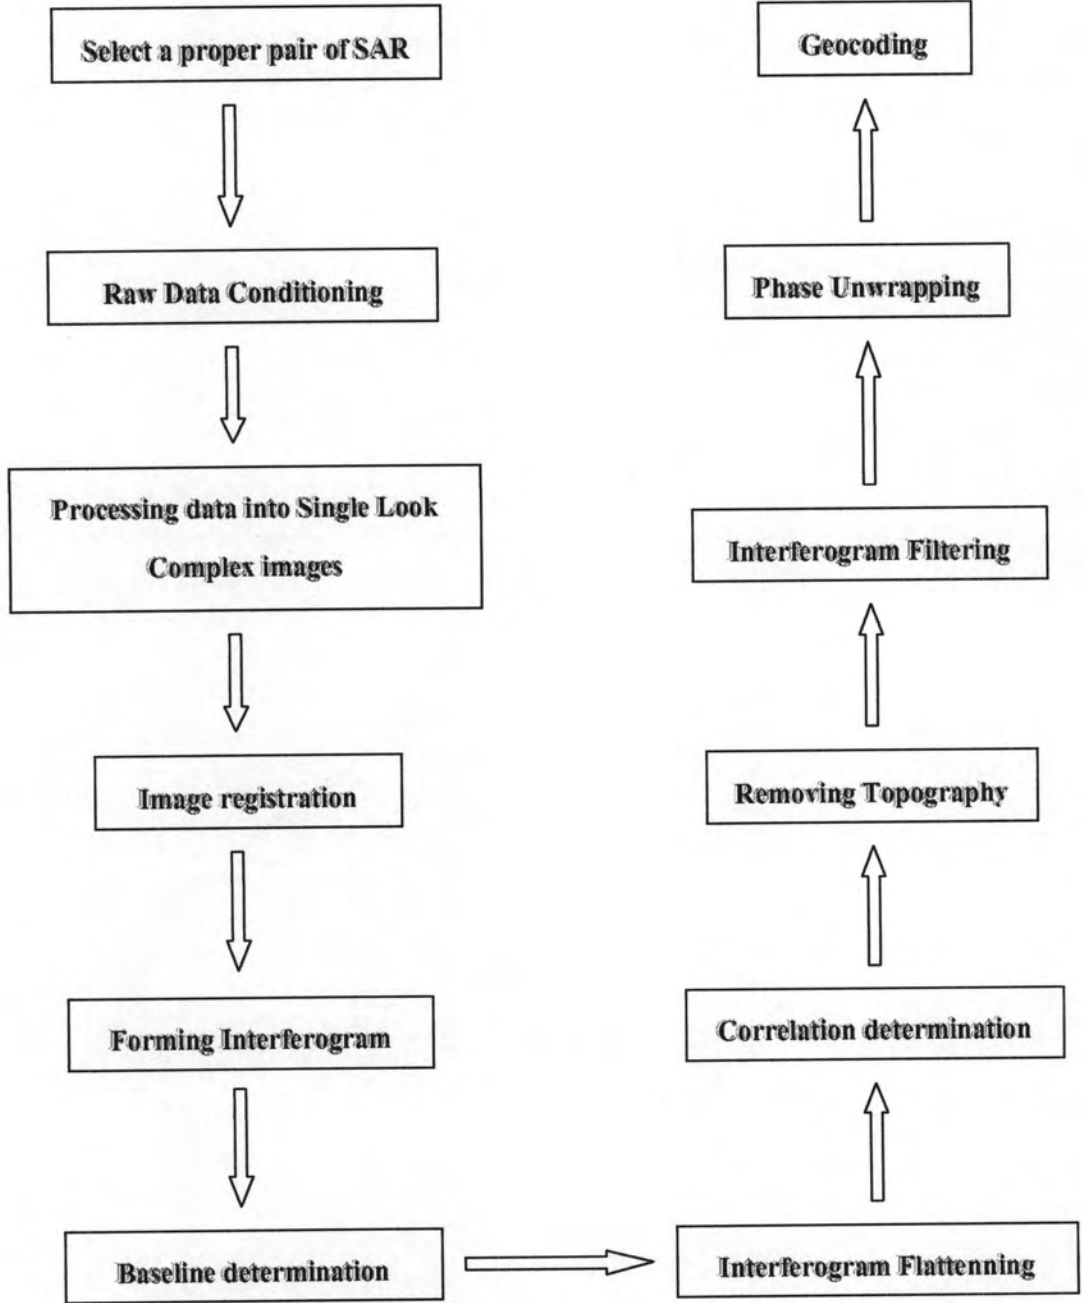 Select a proper pair of SAR
Raw Data Conditioning
Processing data into Single Look
Complex images
Image registration
Forming Interferogram
Baseline determination
Interferogram Flattenning
Correlation determination
Removing Topography
Interferogram Filtering
Phase Unwrapping
Geocoding